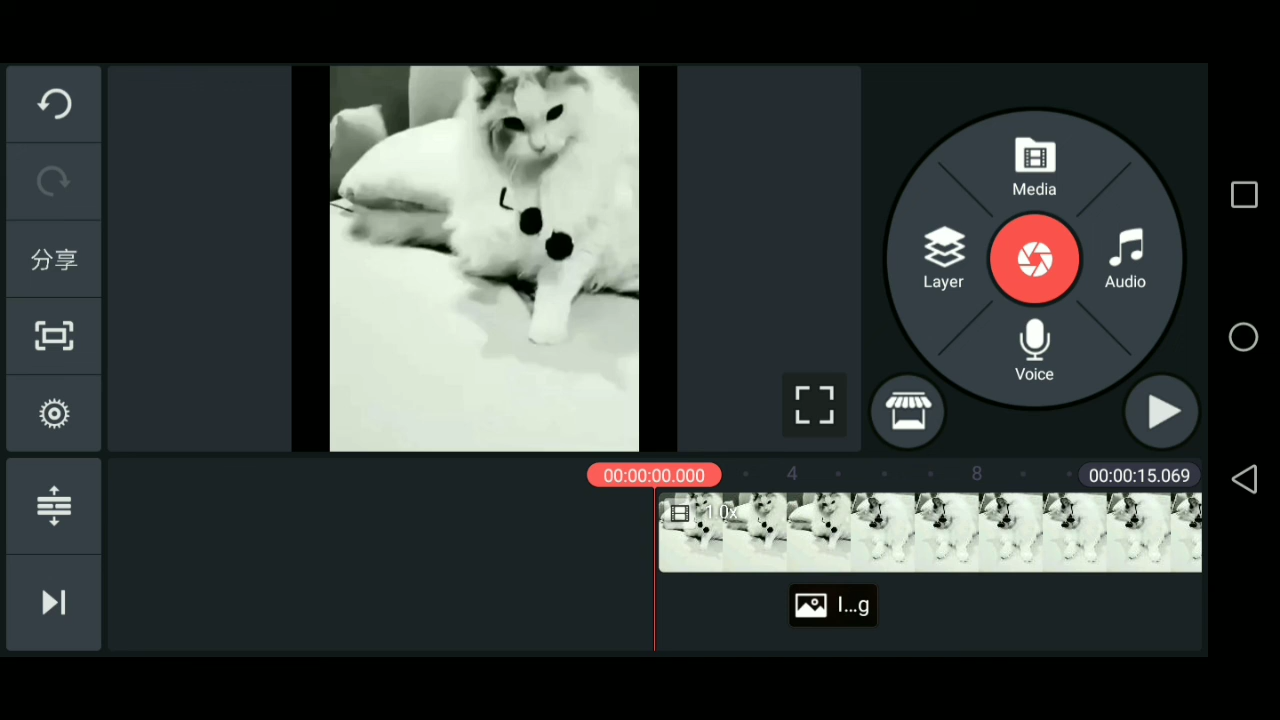 分享
Media
Layer
Audio
Voice
00:00:00.000
4
8
00:00:15.069
1.0x
I...g